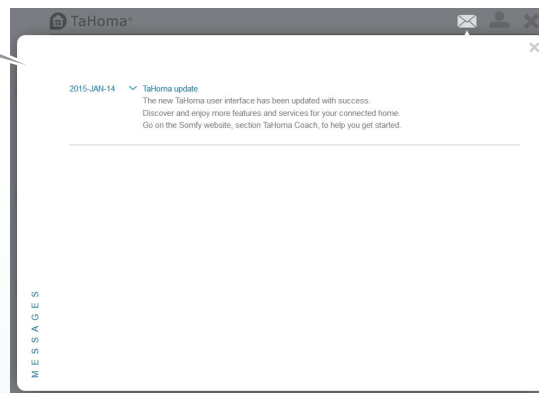 TaHoma®
2015-JAN-14 TaHoma update
The new TaHoma user interface has been updated with success.
Discover and enjoy more features and services for your connected home.
Go on the Somfy website, section TaHoma Coach, to help you get started.
MESSAGES